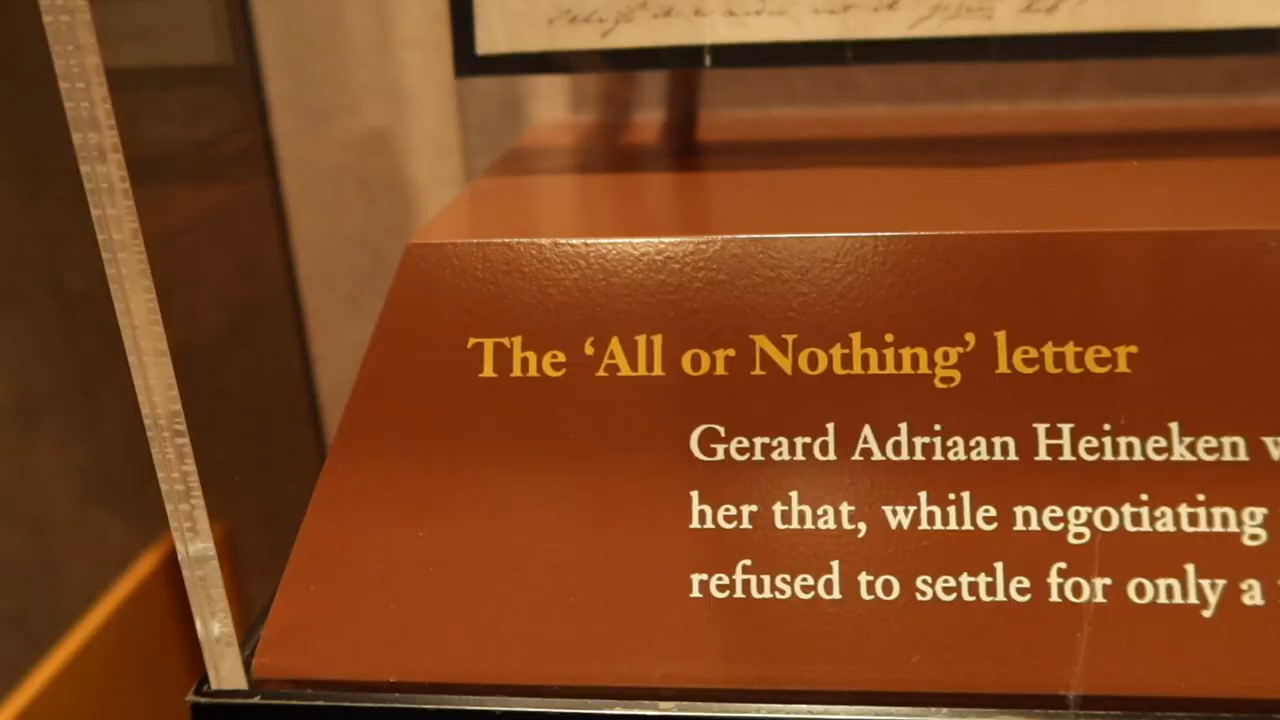 The ‘All or Nothing’ letter
Gerard Adriaan Heineken
her that, while negotiating
refused to settle for only a